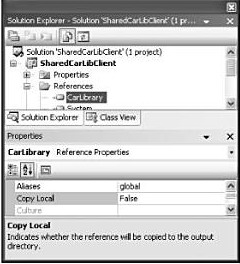 Solution Explorer - Solution 'SharedCarLibClient' (1 pr...
Solution 'SharedCarLibClient' (1 project)
SharedCarLibClient
Properties
References
CarLibrary
System
Solution Explorer
Class View
Properties
CarLibrary Reference Properties
Aliases global
Copy Local False
Culture
Copy Local
Indicates whether the reference will be copied to the output
directory.